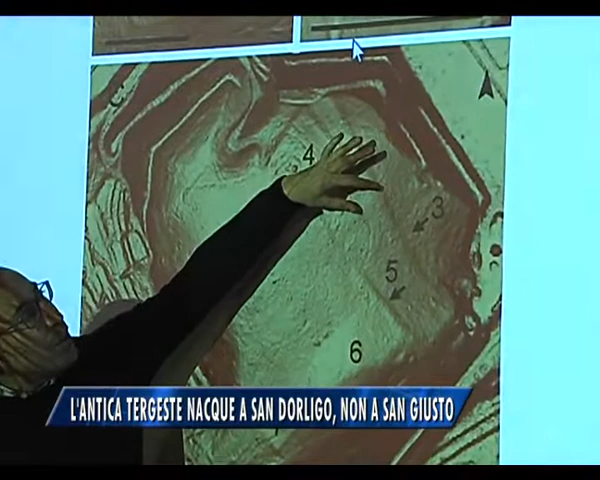 4
3
5
6
L'ANTICA TERGESTE NACQUE A SAN DORLIGO, NON A SAN GIUSTO